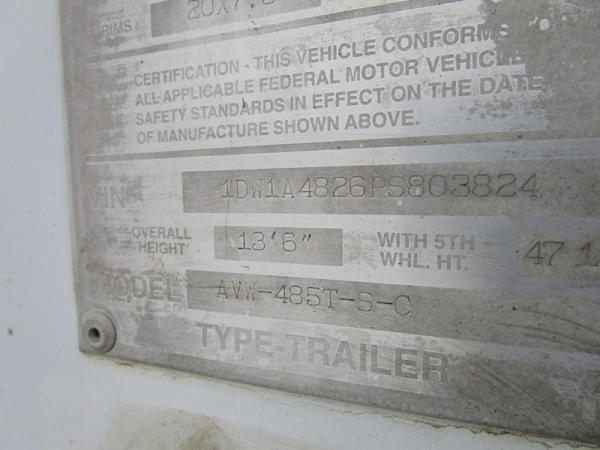 RIMS 20X7.5
CERTIFICATION - THIS VEHICLE CONFORMS
ALL APPLICABLE FEDERAL MOTOR VEHICLE
SAFETY STANDARDS IN EFFECT ON THE DATE
OF MANUFACTURE SHOWN ABOVE.
VIN 1DW1A4826PS803824
OVERALL HEIGHT 13'6" WITH 5TH WHL. HT. 47
MODEL AVW-485T-S-C
TYPE-TRAILER